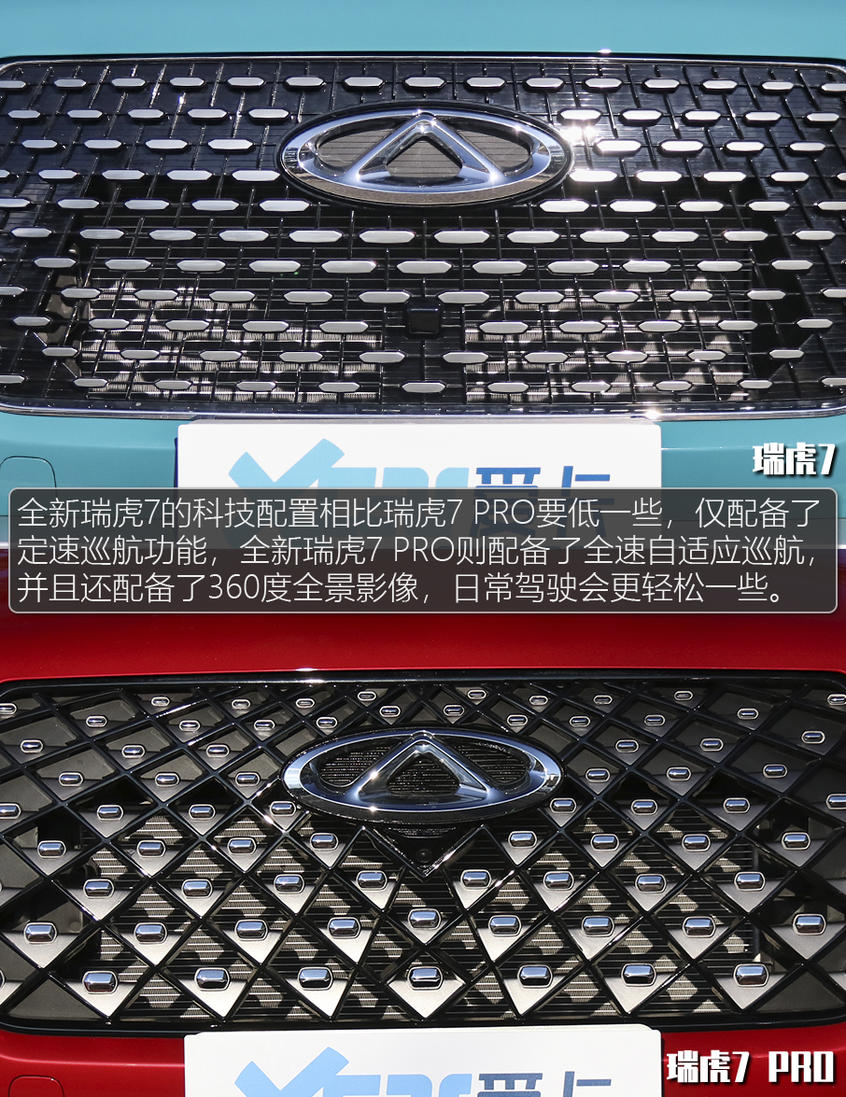 瑞虎7
全新瑞虎7的科技配置相比瑞虎7 PRO要低一些，仅配备了
定速巡航功能，全新瑞虎7 PRO则配备了全速自适应巡航，
并且还配备了360度全景影像，日常驾驶会更轻松一些。
瑞虎7 PRO